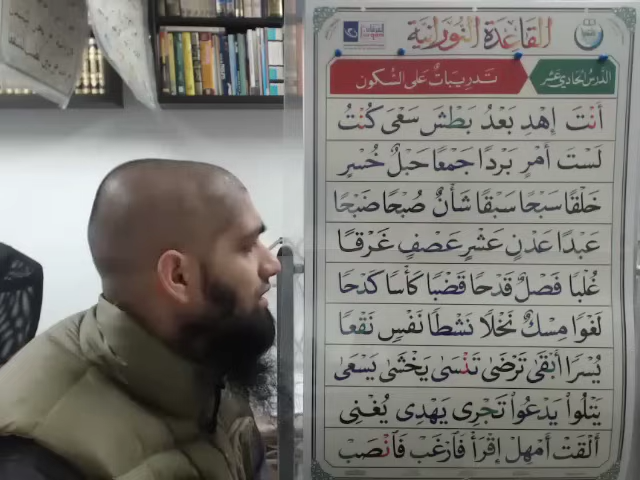 القاعدة النورانية
الدرس الحادي عشر
تدريبات على السكون
أَنْتَ إِهْدِ بَعْدُ بَطْشَ سَعْىَ كُنْتُ
لَسْتَ أَمْرٍ بَرْدًا جَمْعًا حَبْلٌ خُسْرٍ
خَلْقًا سَبْحًا سَبْقًا شَأْنٌ صُبْحًا ضَبْحًا
عَبْدًا عَدْنٍ عَشْرٍ عَصْفٍ غَرْقًا
غُلْبًا فَصْلٌ قَدْحًا قَضْبًا كَأْسًا كَدْحًا
لَغْوًا مِسْكٌ نَخْلًا نَشْطًا نَفْسٍ نَقْعًا
يُسْرًا أَبْقَىٰ تَرْضَىٰ تَنْسَىٰ يَخْشَىٰ يَسْعَىٰ
يَتْلُوا۟ يَدْعُوا۟ تَجْرِى يَهْدِى يُغْنِى
أَلْقَتْ أَمْهِلْ إِقْرَأْ فَارْغَبْ فَانْصَبْ